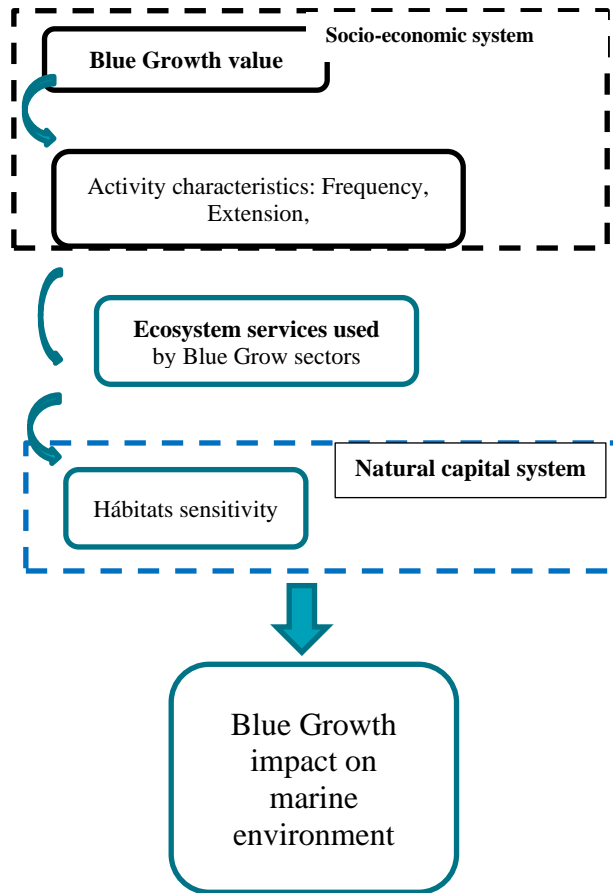 Socio-economic system
Blue Growth value
Activity characteristics: Frequency,
Extension,
Ecosystem services used
by Blue Grow sectors
Natural capital system
Hábitats sensitivity
Blue Growth
impact on
marine
environment